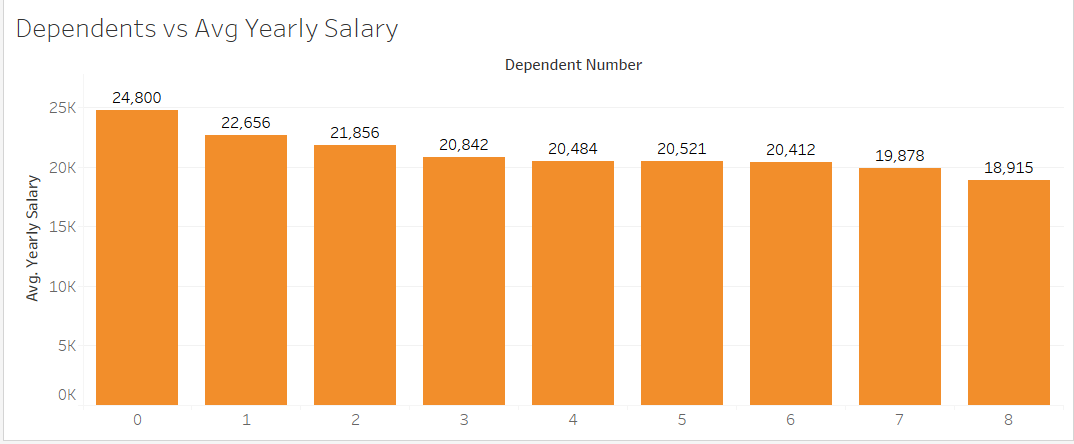 Dependents vs Avg Yearly Salary
Dependent Number
Avg. Yearly Salary
25K
20K
15K
10K
5K
0K
24,800
22,656
21,856
20,842
20,484
20,521
20,412
19,878
18,915
0
1
2
3
4
5
6
7
8